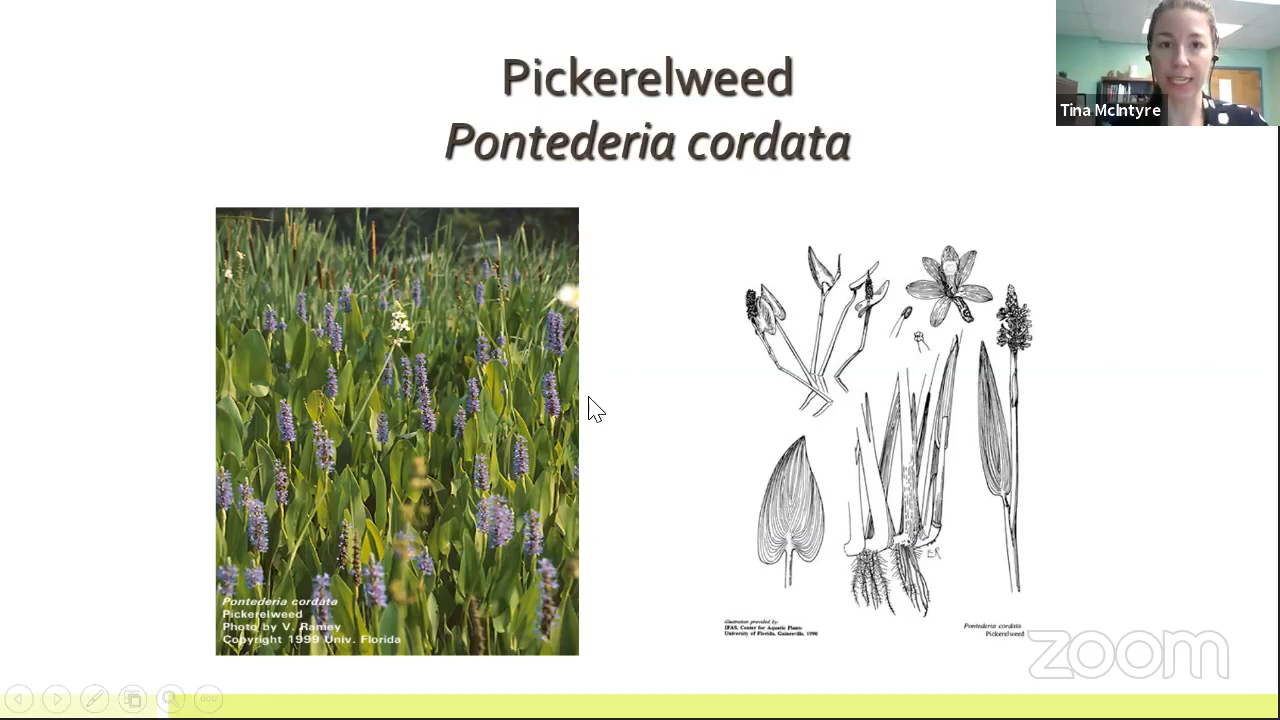 Pickerelweed
Pontederia cordata
Tina McIntyre
Pontederia cordata
Pickerelweed
Photo by V. Ramey
Copyright 1999 Univ. Florida
illustration provided by:
IFAS, Center for Aquatic Plants
University of Florida, Gainesville, 1990
Pontederia cordata
Pickerelweed
zoom